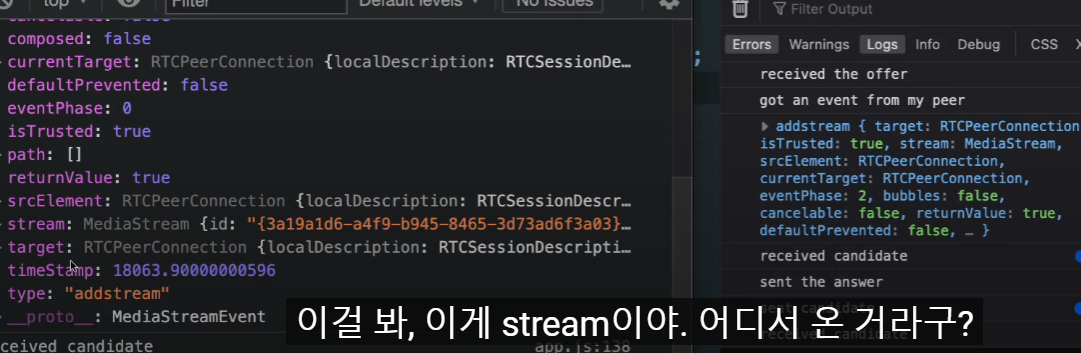 top
Filter
Default levels
No Issues
cancelable: false
composed: false
currentTarget: RTCPeerConnection {localDescription: RTCSessionDe…
defaultPrevented: false
eventPhase: 0
isTrusted: true
path: []
returnValue: true
srcElement: RTCPeerConnection {localDescription: RTCSessionDescr…
stream: MediaStream {id: "{3a19a1d6-a4f9-b945-8465-3d73ad6f3a03}…
target: RTCPeerConnection {localDescription: RTCSessionDescripti…
timeStamp: 18063.90000000596
type: "addstream"
__proto__: MediaStreamEvent
eceived candidate
app.js:138
;
Filter Output
Errors Warnings Logs Info Debug CSS
received the offer
got an event from my peer
addstream { target: RTCPeerConnection
isTrusted: true, stream: MediaStream,
srcElement: RTCPeerConnection,
currentTarget: RTCPeerConnection,
eventPhase: 2, bubbles: false,
cancelable: false, returnValue: true,
defaultPrevented: false, … }
received candidate
sent the answer
sent candidate
received candidate
이걸 봐, 이게 stream이야. 어디서 온 거라구?